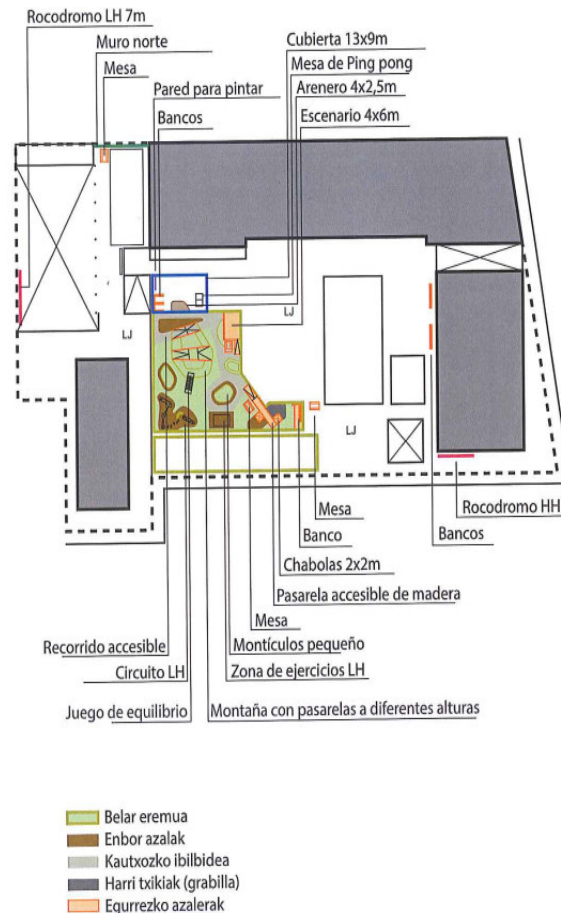 Rocodromo LH 7m
Muro norte
Mesa
Pared para pintar
Bancos
Cubierta 13x9m
Mesa de Ping pong
Arenero 4x2,5m
Escenario 4x6m
LJ
LJ
LJ
Mesa
Banco
Chabolas 2x2m
Pasarela accesible de madera
Rocodromo HH
Bancos
Recorrido accesible
Circuito LH
Juego de equilibrio
Mesa
Montículos pequeño
Zona de ejercicios LH
Montaña con pasarelas a diferentes alturas
Belar eremua
Enbor azalak
Kautxozko ibilbidea
Harri txikiak (grabilla)
Egurrezko azalerak